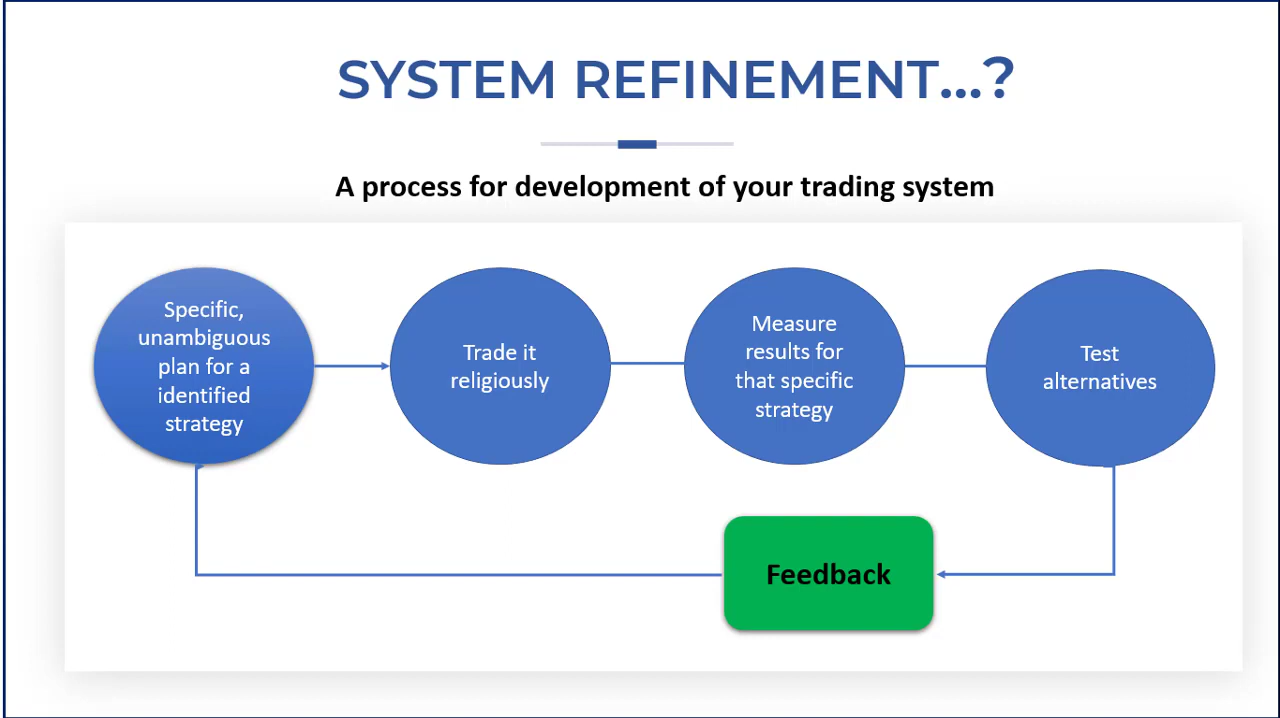 SYSTEM REFINEMENT...?
A process for development of your trading system
Specific,
unambiguous
plan for a
identified
strategy
Trade it
religiously
Measure
results for
that specific
strategy
Test
alternatives
Feedback